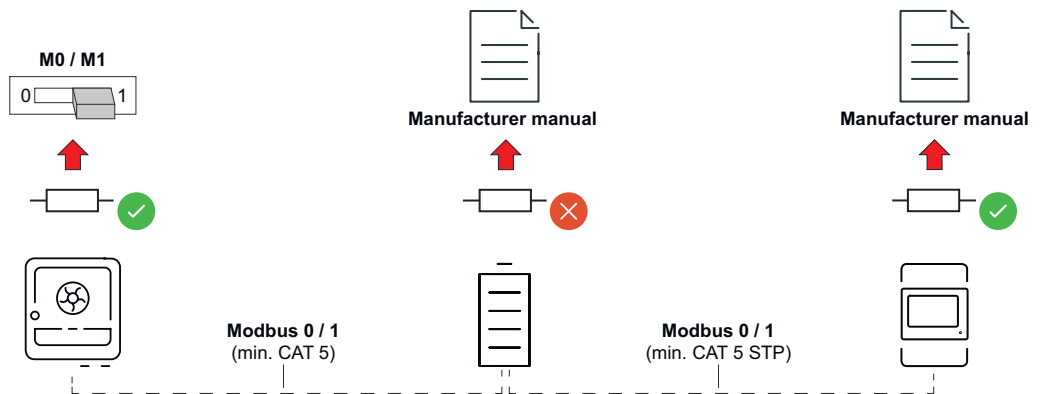 M0 / M1
0 1
Manufacturer manual
Manufacturer manual
Modbus 0 / 1
(min. CAT 5)
Modbus 0 / 1
(min. CAT 5 STP)